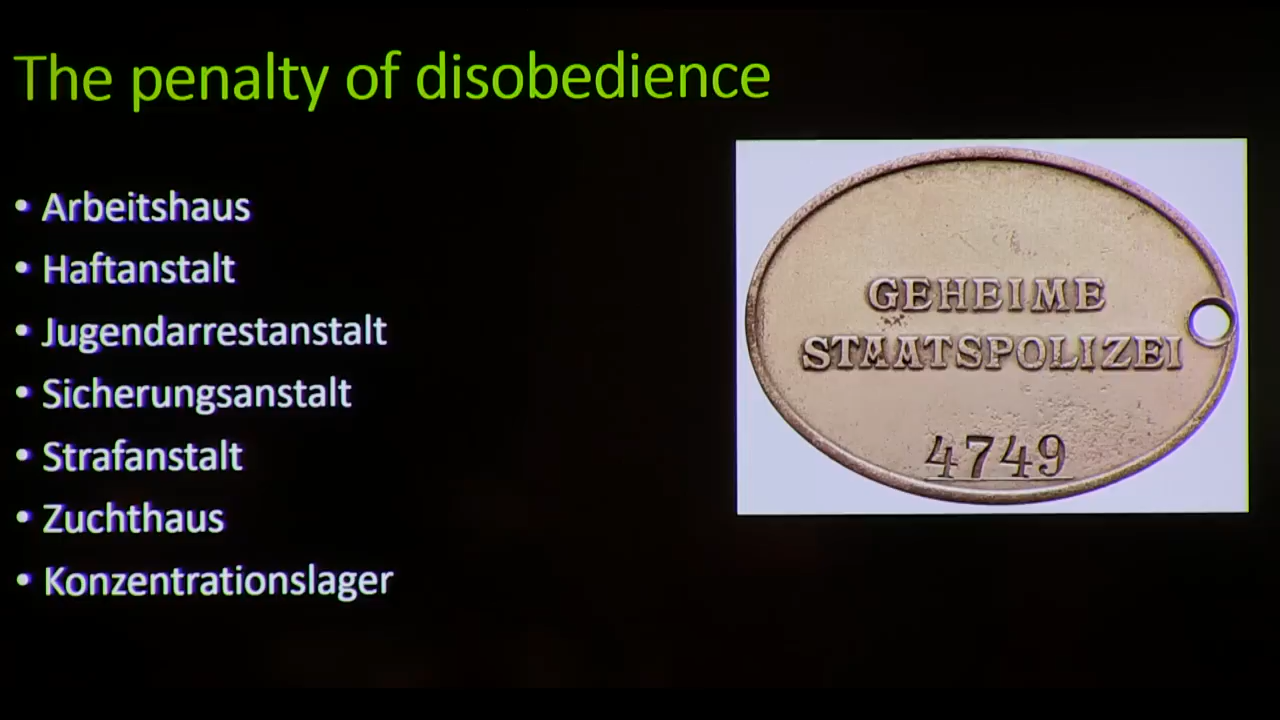 The penalty of disobedience
• Arbeitshaus
• Haftanstalt
• Jugendarrestanstalt
• Sicherungsanstalt
• Strafanstalt
• Zuchthaus
• Konzentrationslager
GEHEIME
STAATSPOLIZEI
4749